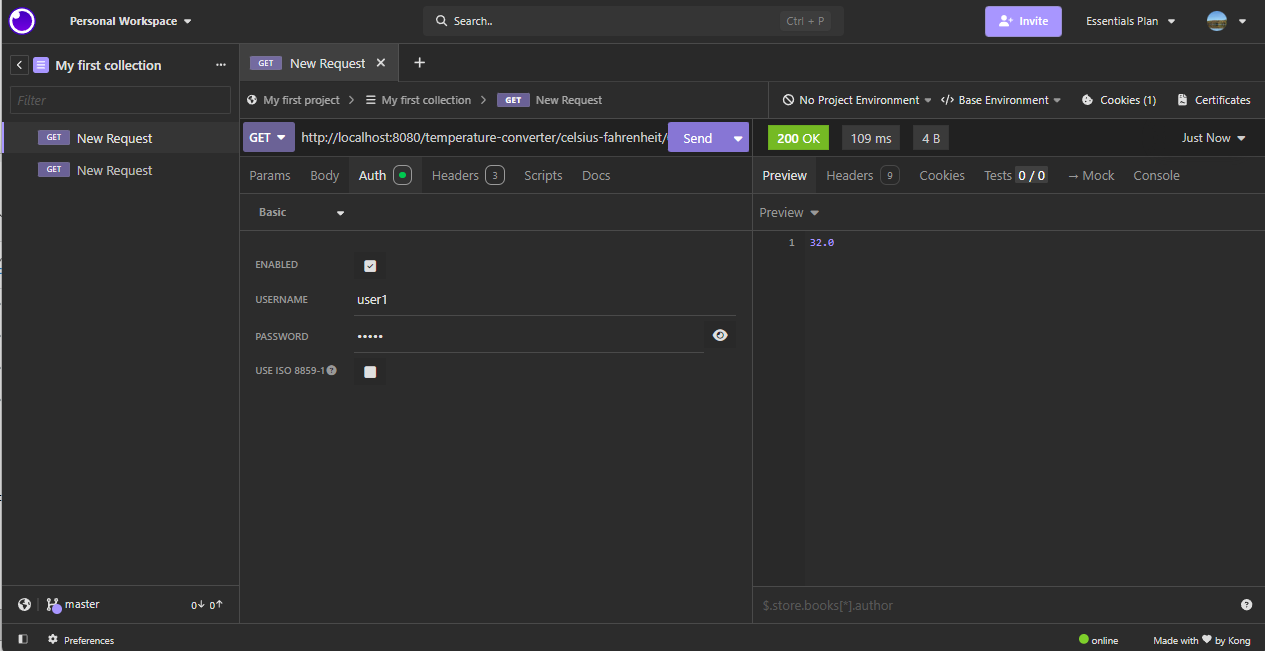 Personal Workspace
Search..
Ctrl + P
Invite
Essentials Plan
My first collection
...
Filter
GET New Request
GET New Request
GET New Request
My first project > My first collection > GET New Request
No Project Environment
</> Base Environment
Cookies (1)
Certificates
GET
http://localhost:8080/temperature-converter/celsius-fahrenheit/
Send
200 OK
109 ms
4 B
Just Now
Params
Body
Auth
Headers 3
Scripts
Docs
Preview
Headers 9
Cookies
Tests 0 / 0
→ Mock
Console
Basic
Preview
ENABLED
USERNAME user1
PASSWORD •••••
USE ISO 8859-1
1 32.0
$.store.books[*].author
master
0↓ 0↑
Preferences
online
Made with ♥ by Kong